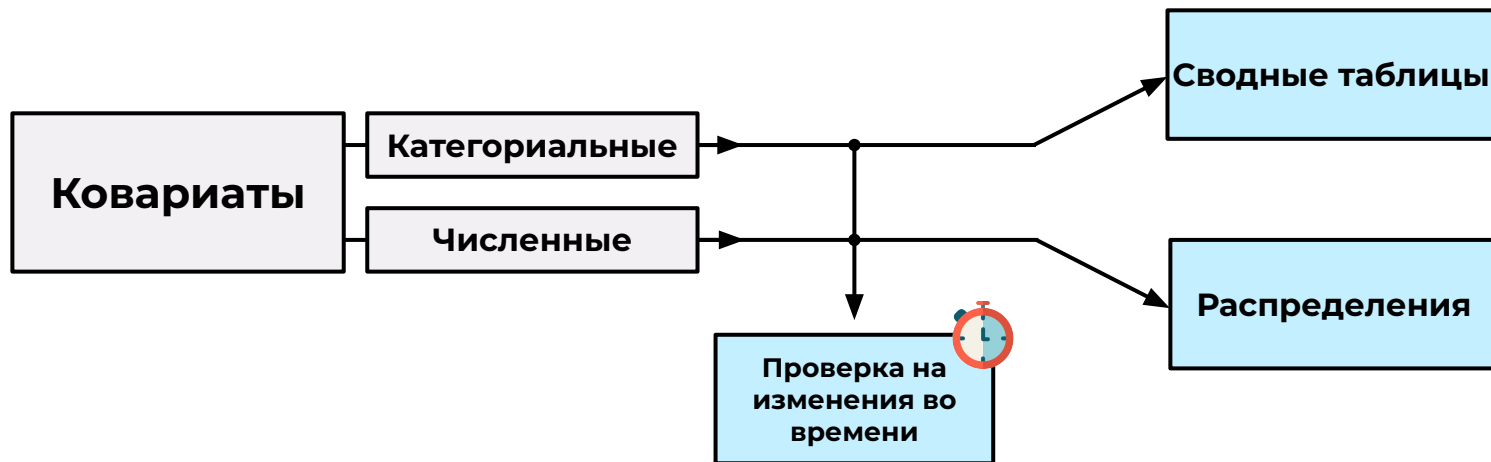 Сводные таблицы
Категориальные
Ковариаты
Численные
Распределения
Проверка на
изменения во
времени